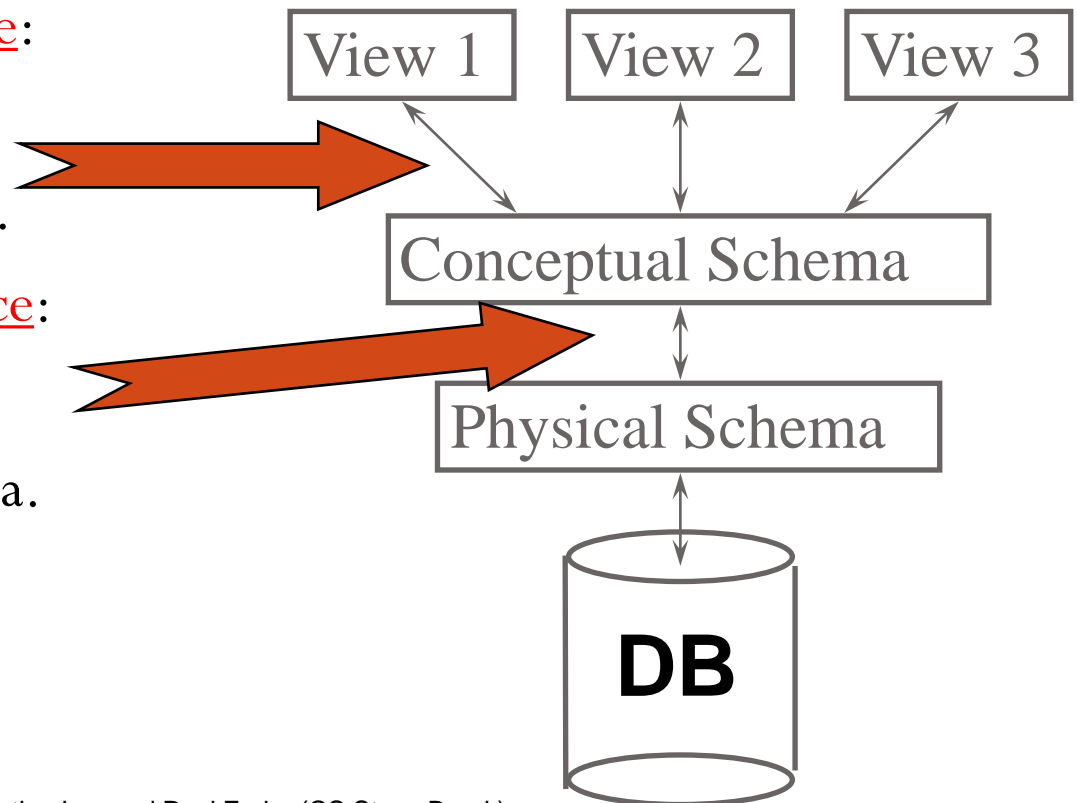 e:
View 1 View 2 View 3
.
Conceptual Schema
ce:
Physical Schema
a.
DB